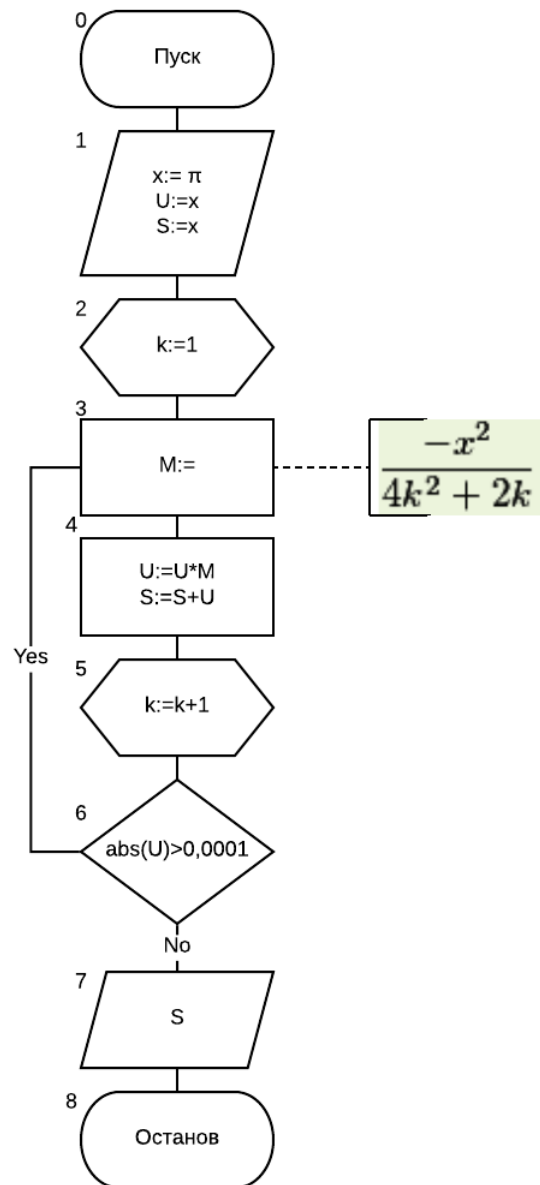 0
Пуск
1
x:= π
U:=x
S:=x
2
k:=1
3
M:=
-x²
4k² + 2k
4
U:=U*M
S:=S+U
Yes
5
k:=k+1
6
abs(U)>0,0001
No
7
S
8
Останов